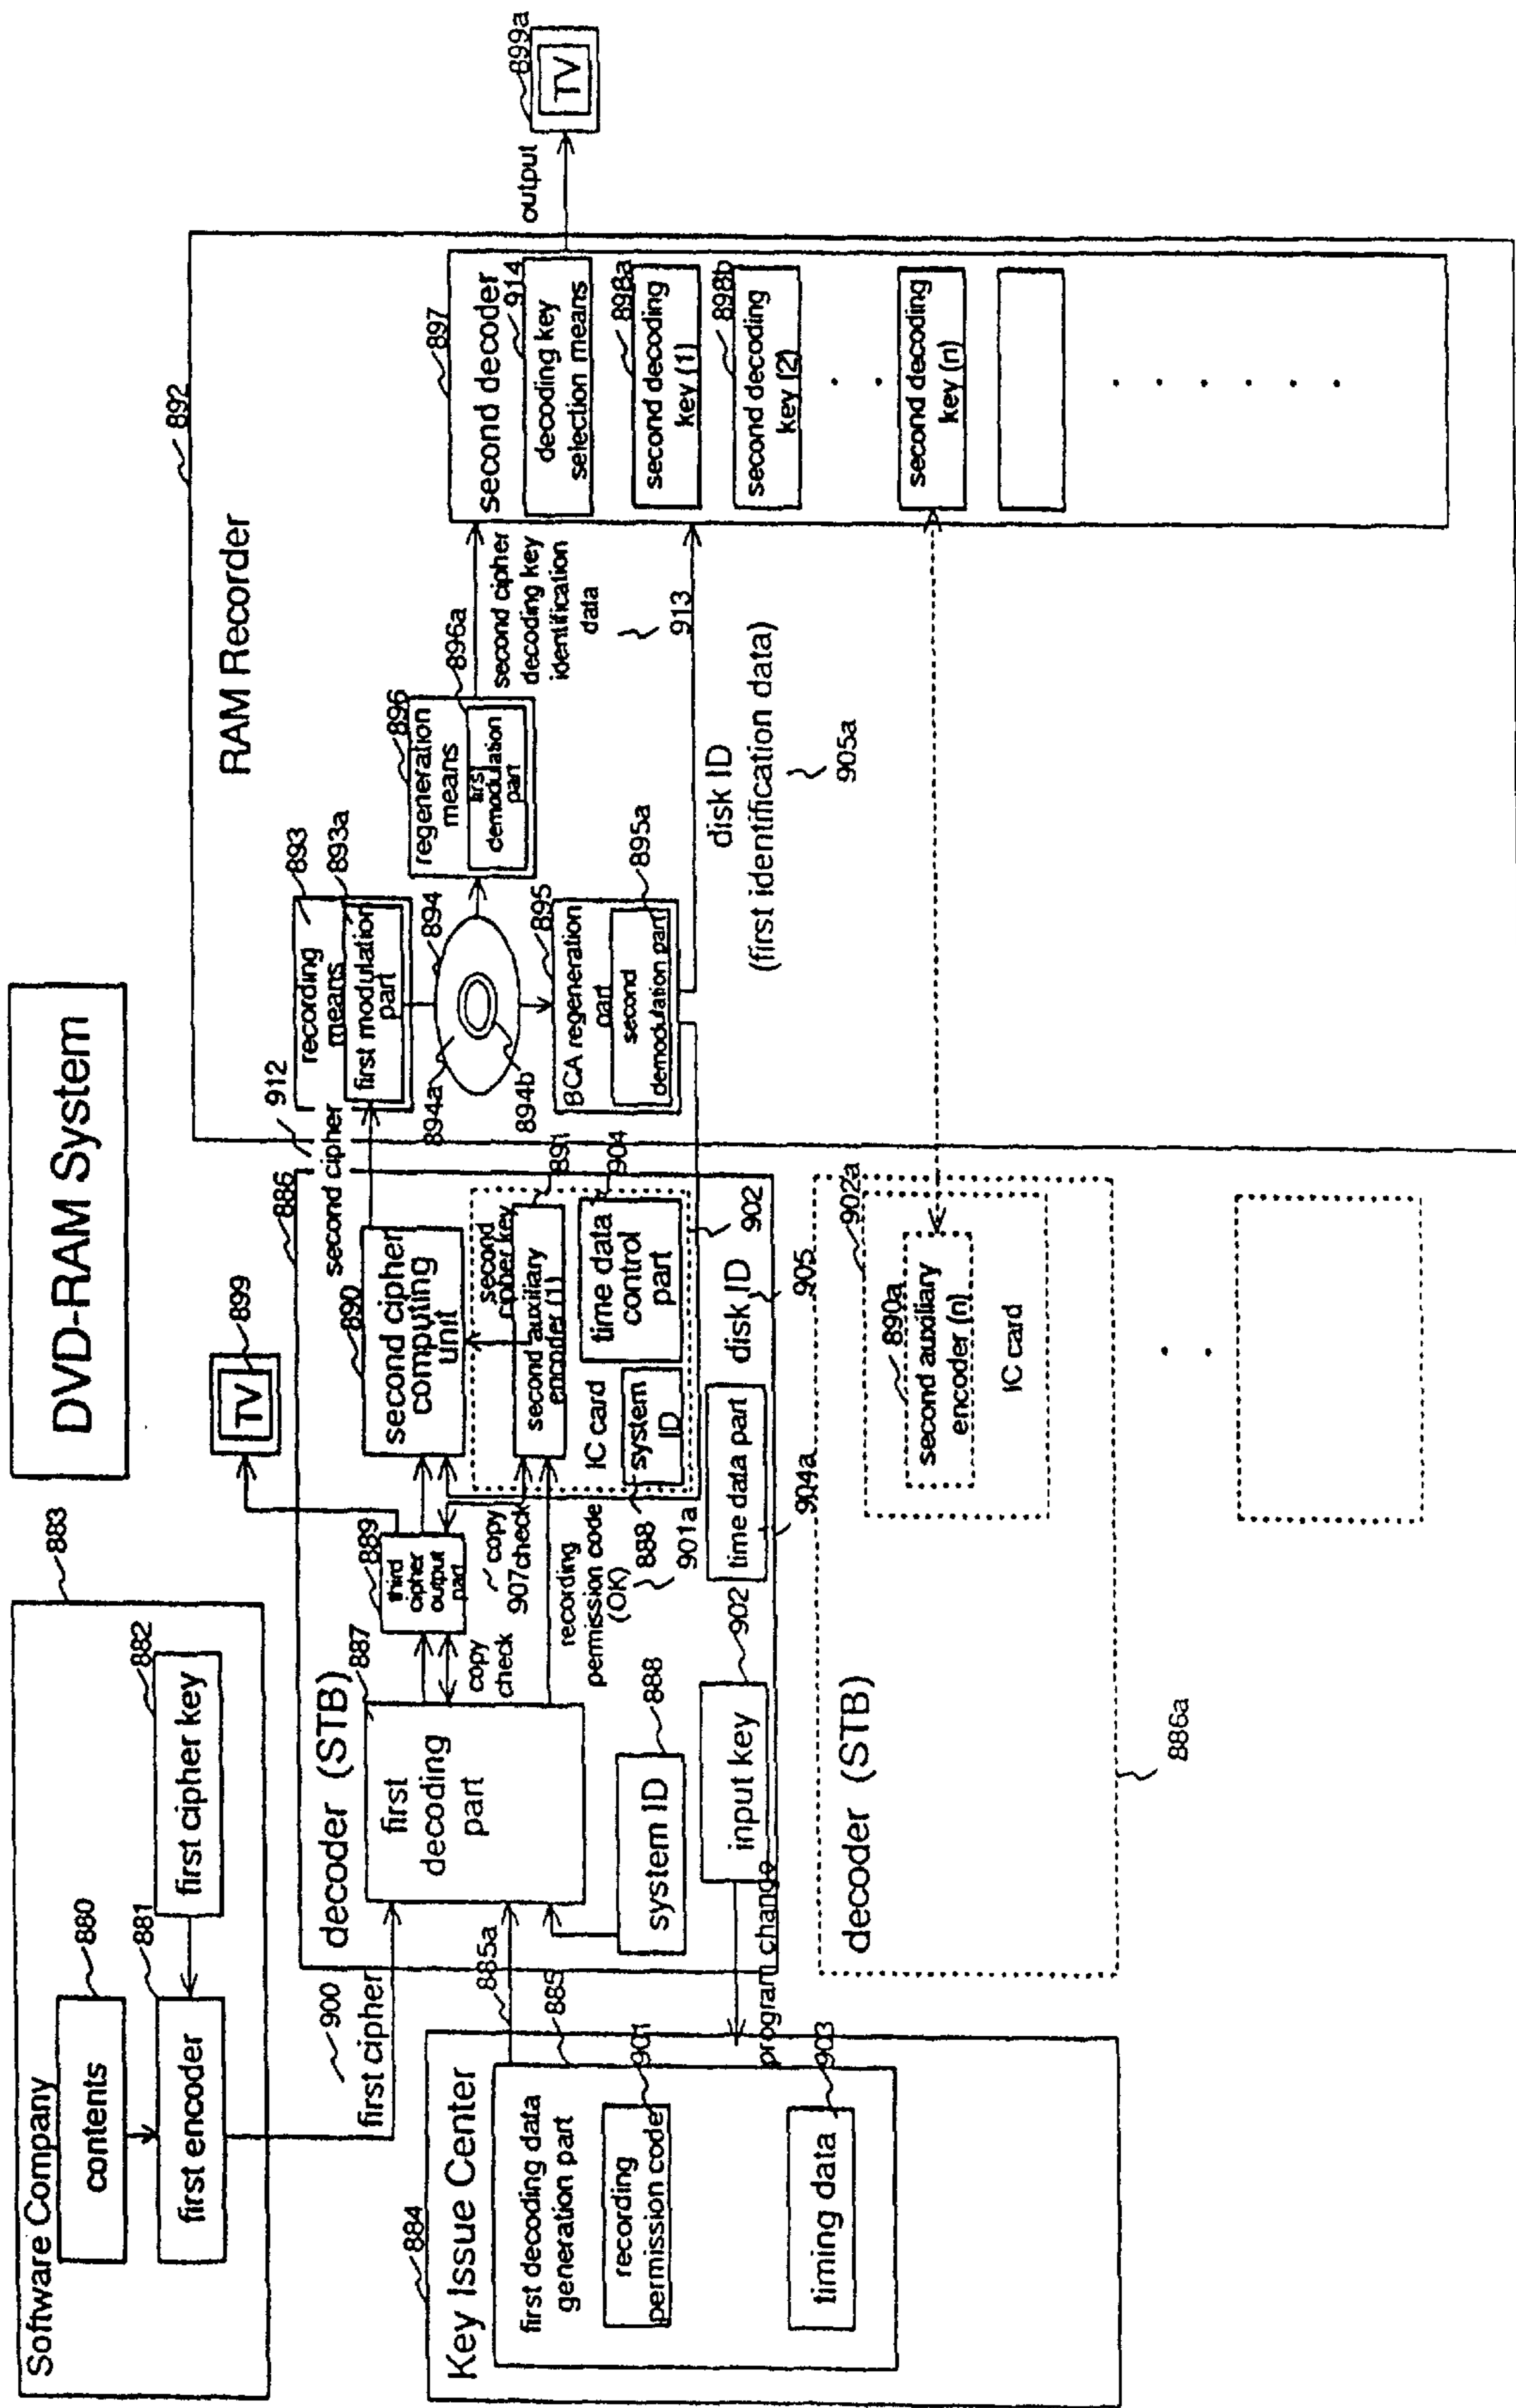 DVD-RAM System
Software Company
883
contents
880
first encoder
881
first cipher key
882
900
first cipher
Key Issue Center
884
first decoding data
generation part
885
885a
recording
permission code
901
timing data
903
program change
decoder (STB)
886
first
decoding
part
887
system ID
888
input key
902
copy
check
third
cipher
output
part
889
TV
899
copy
907check
recording
permission code
(OK)
901a
second cipher
computing
unit
890
second
cipher key
second auxiliary
encoder (1)
891
IC card
system
ID
888
time data
control
part
904
902
time data part
904a
disk ID
905
second cipher
912
decoder (STB)
886a
902a
890a
second auxiliary
encoder (n)
IC card
RAM Recorder
892
recording
means
893
first modulation
part
893a
894
894a
894b
BCA regeneration
part
895
second
demodulation part
895a
regeneration
means
896
first
demodulation
part
896a
second cipher
decoding key
identification
data
913
disk ID
(first identification data)
905a
second decoder
897
decoding key
selection means
914
second decoding
key (1)
898a
second decoding
key (2)
898b
second decoding
key (n)
output
TV
899a